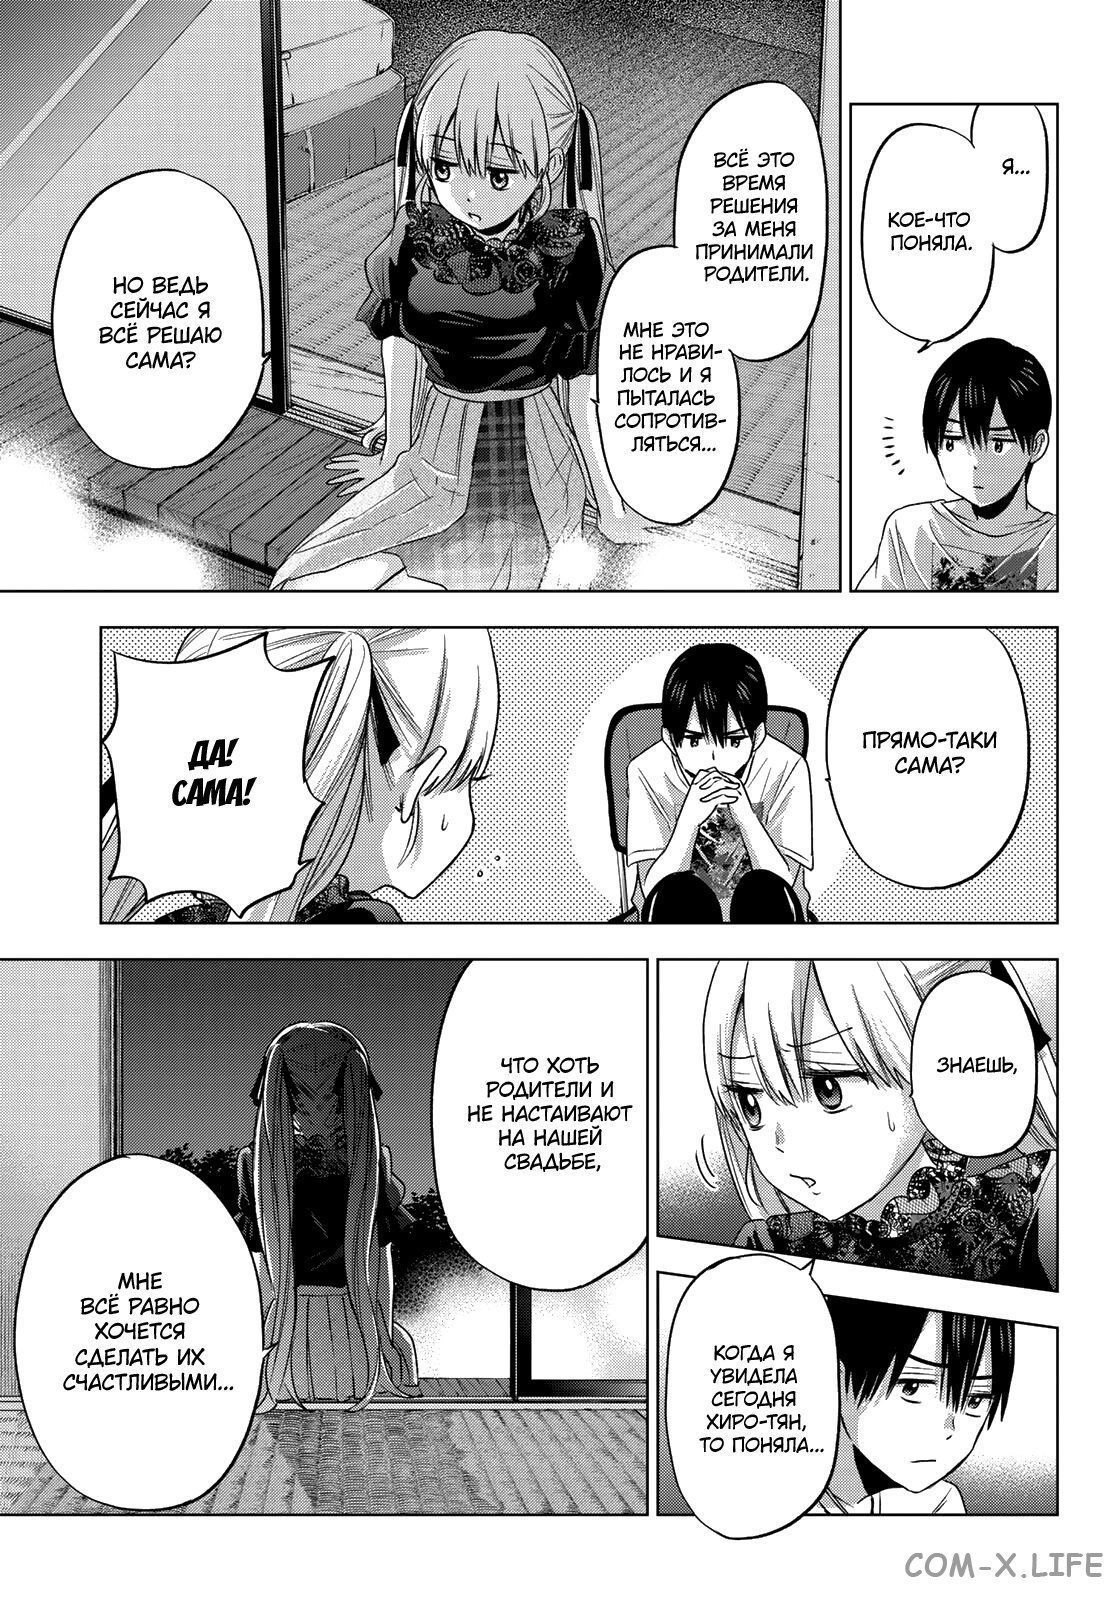 Я...
КОЕ-ЧТО
ПОНЯЛА.
ВСЁ ЭТО
ВРЕМЯ
РЕШЕНИЯ
ЗА МЕНЯ
ПРИНИМАЛИ
РОДИТЕЛИ.
МНЕ ЭТО
НЕ НРАВИ-
ЛОСЬ И Я
ПЫТАЛАСЬ
СОПРОТИВ-
ЛЯТЬСЯ...
НО ВЕДЬ
СЕЙЧАС Я
ВСЁ РЕШАЮ
САМА?
ПРЯМО-ТАКИ
САМА?
ДА!
САМА!
ЗНАЕШЬ,
КОГДА Я
УВИДЕЛА
СЕГОДНЯ
ХИРО-ТЯН,
ТО ПОНЯЛА...
ЧТО ХОТЬ
РОДИТЕЛИ И
НЕ НАСТАИВАЮТ
НА НАШЕЙ
СВАДЬБЕ,
МНЕ
ВСЁ РАВНО
ХОЧЕТСЯ
СДЕЛАТЬ ИХ
СЧАСТЛИВЫМИ...
COM-X.LIFE